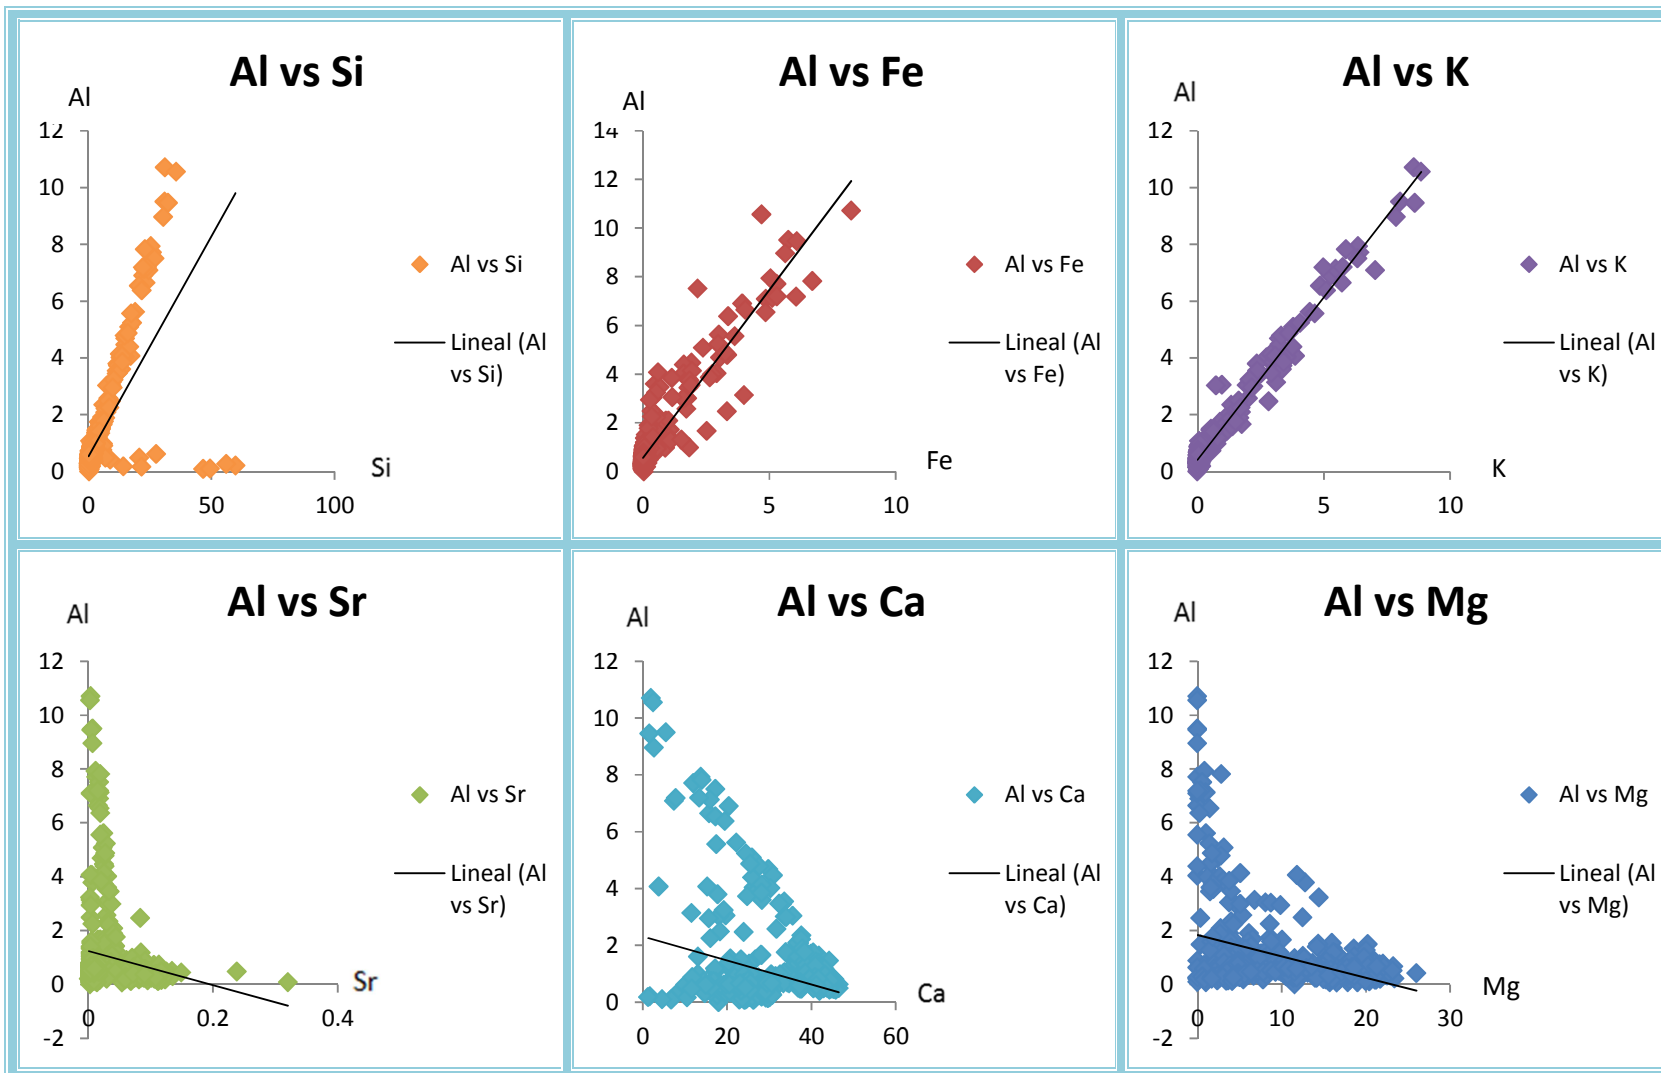 Al vs Si
Al
12
10
8
6
4
2
0
0
50
100
Si
Al vs Si
Lineal (Al
vs Si)
Al vs Fe
Al
14
12
10
8
6
4
2
0
0
5
10
Fe
Al vs Fe
Lineal (Al
vs Fe)
Al vs K
Al
12
10
8
6
4
2
0
0
5
10
K
Al vs K
Lineal (Al
vs K)
Al vs Sr
Al
12
10
8
6
4
2
0
-2
0
0.2
0.4
Sr
Al vs Sr
Lineal (Al
vs Sr)
Al vs Ca
Al
12
10
8
6
4
2
0
0
20
40
60
Ca
Al vs Ca
Lineal (Al
vs Ca)
Al vs Mg
Al
12
10
8
6
4
2
0
-2
0
10
20
30
Mg
Al vs Mg
Lineal (Al
vs Mg)